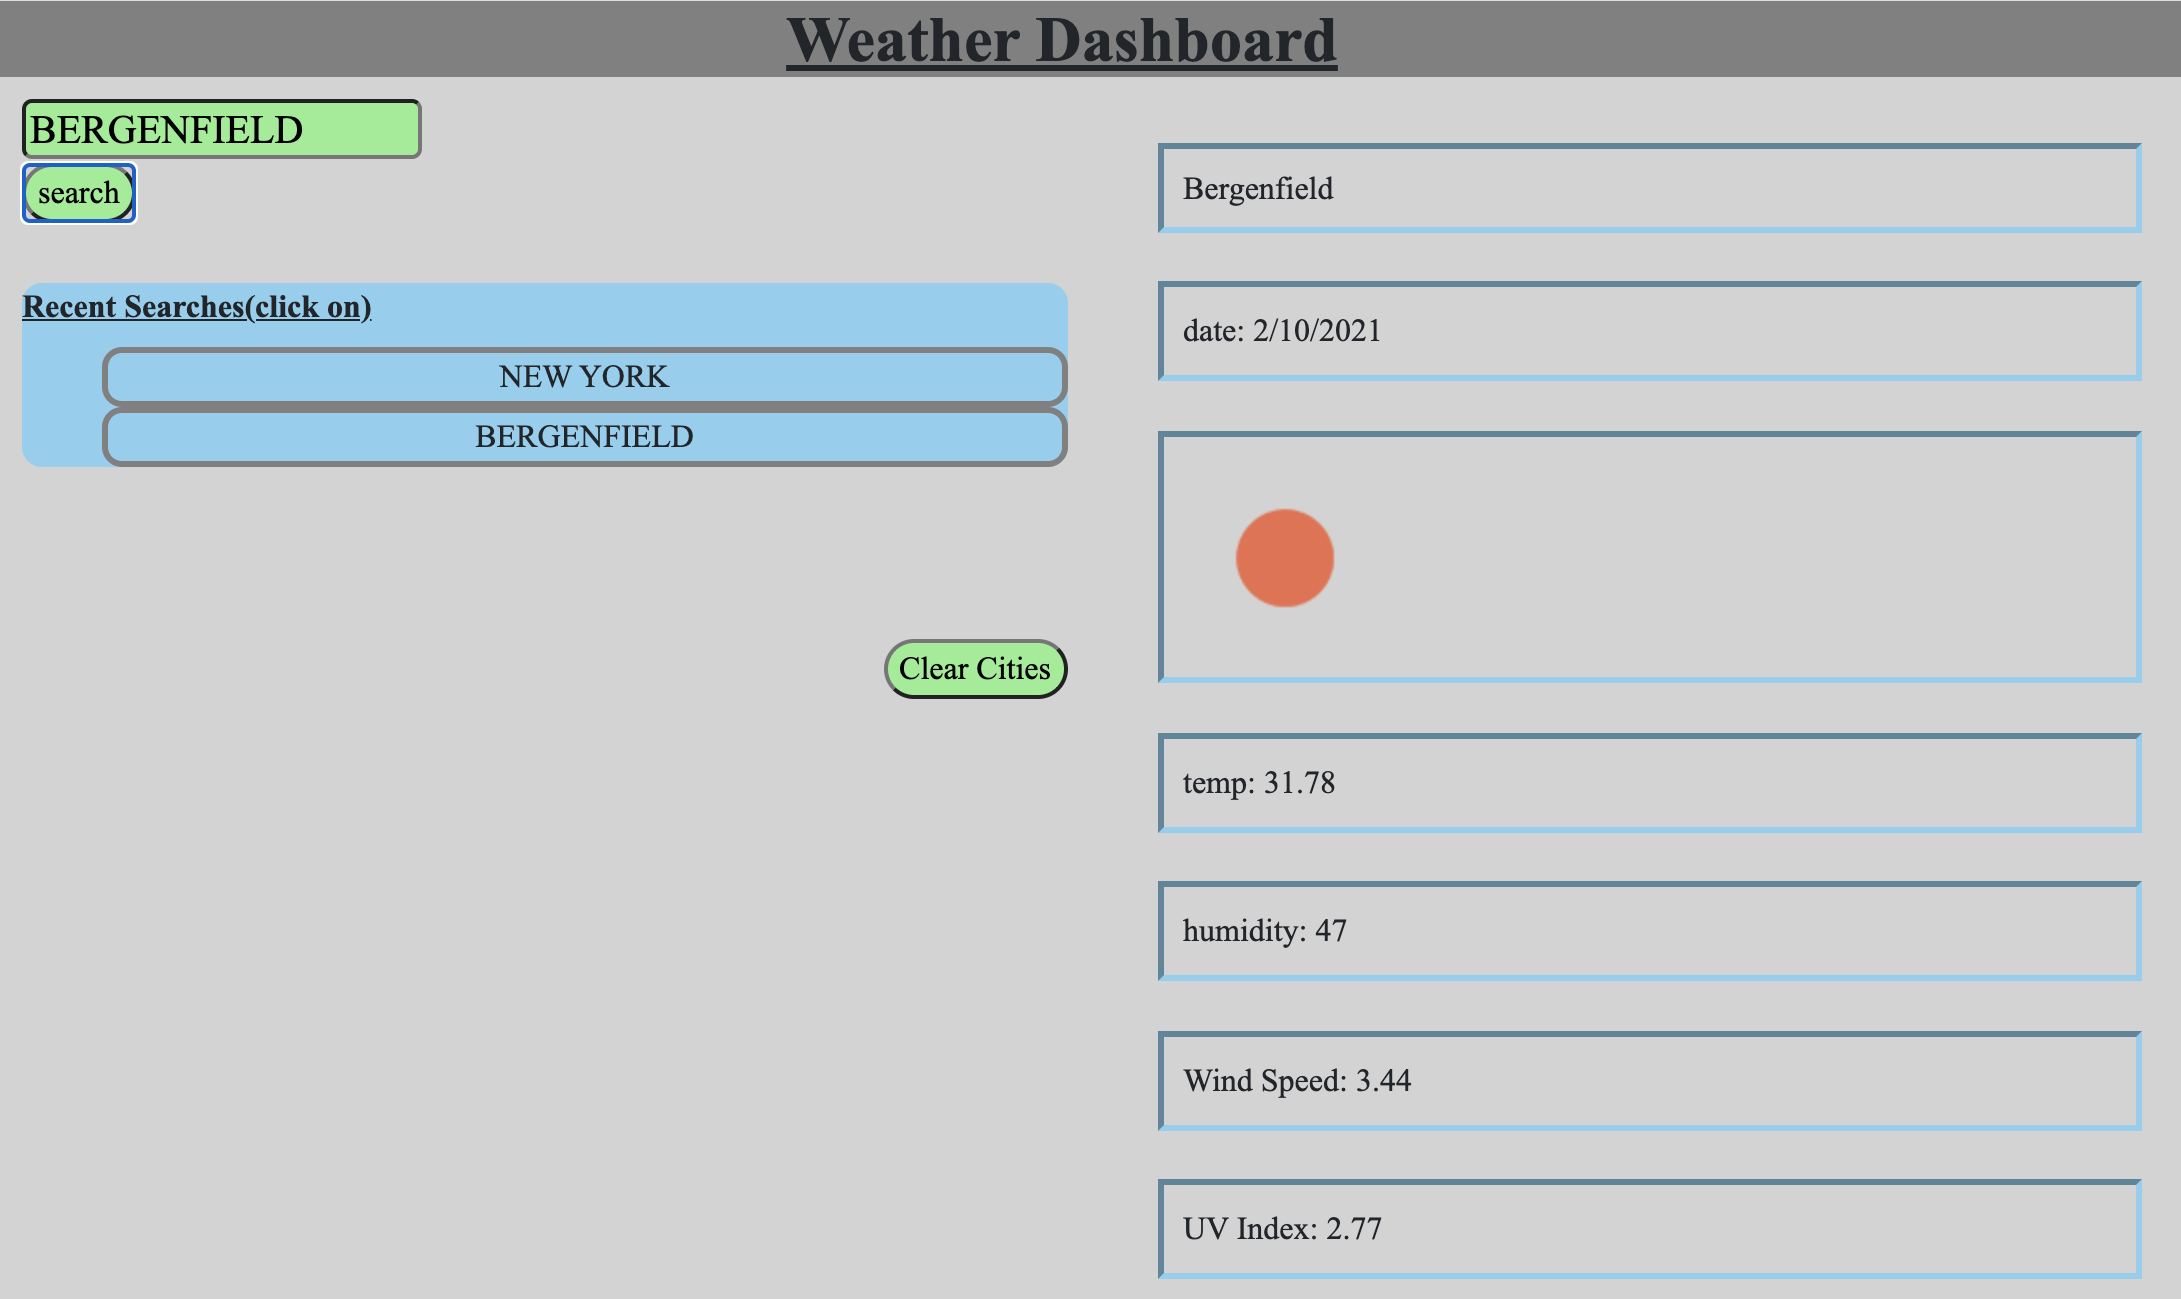 Weather Dashboard
BERGENFIELD
search
Recent Searches(click on)
NEW YORK
BERGENFIELD
Clear Cities
Bergenfield
date: 2/10/2021
temp: 31.78
humidity: 47
Wind Speed: 3.44
UV Index: 2.77